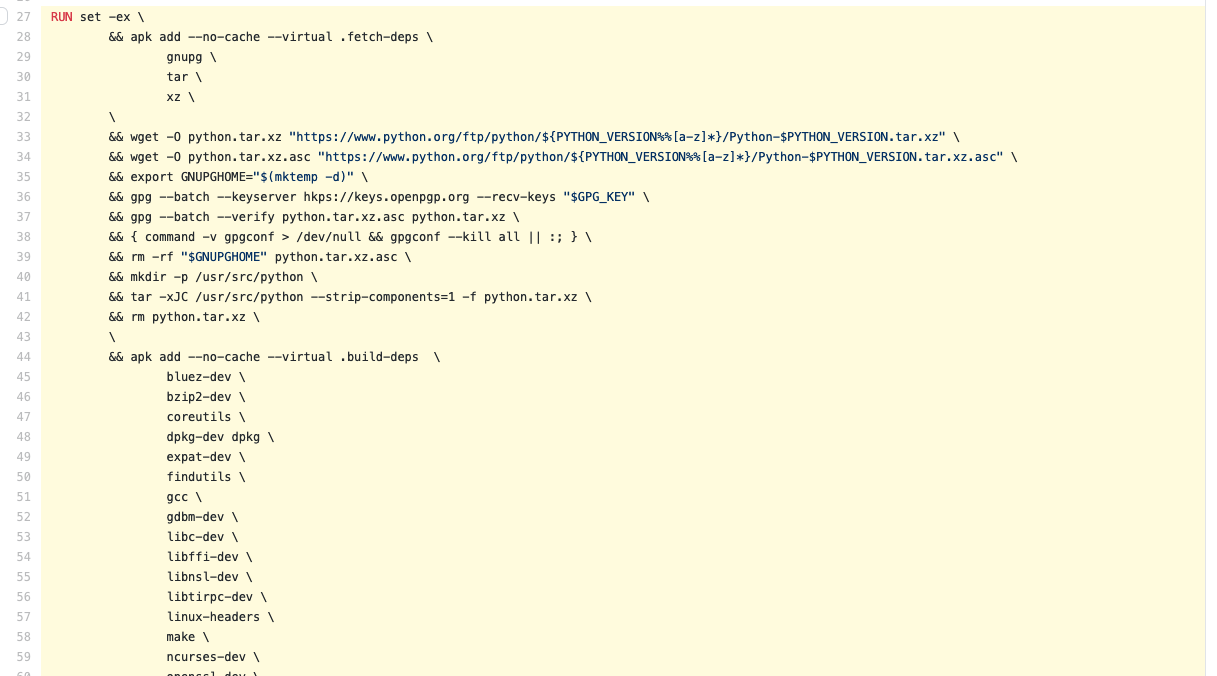 27 RUN set -ex \
28 && apk add --no-cache --virtual .fetch-deps \
29 gnupg \
30 tar \
31 xz \
32 \
33 && wget -O python.tar.xz "https://www.python.org/ftp/python/${PYTHON_VERSION%%[a-z]*}/Python-$PYTHON_VERSION.tar.xz" \
34 && wget -O python.tar.xz.asc "https://www.python.org/ftp/python/${PYTHON_VERSION%%[a-z]*}/Python-$PYTHON_VERSION.tar.xz.asc" \
35 && export GNUPGHOME="$(mktemp -d)" \
36 && gpg --batch --keyserver hkps://keys.openpgp.org --recv-keys "$GPG_KEY" \
37 && gpg --batch --verify python.tar.xz.asc python.tar.xz \
38 && { command -v gpgconf > /dev/null && gpgconf --kill all || :; } \
39 && rm -rf "$GNUPGHOME" python.tar.xz.asc \
40 && mkdir -p /usr/src/python \
41 && tar -xJC /usr/src/python --strip-components=1 -f python.tar.xz \
42 && rm python.tar.xz \
43 \
44 && apk add --no-cache --virtual .build-deps  \
45 bluez-dev \
46 bzip2-dev \
47 coreutils \
48 dpkg-dev dpkg \
49 expat-dev \
50 findutils \
51 gcc \
52 gdbm-dev \
53 libc-dev \
54 libffi-dev \
55 libnsl-dev \
56 libtirpc-dev \
57 linux-headers \
58 make \
59 ncurses-dev \